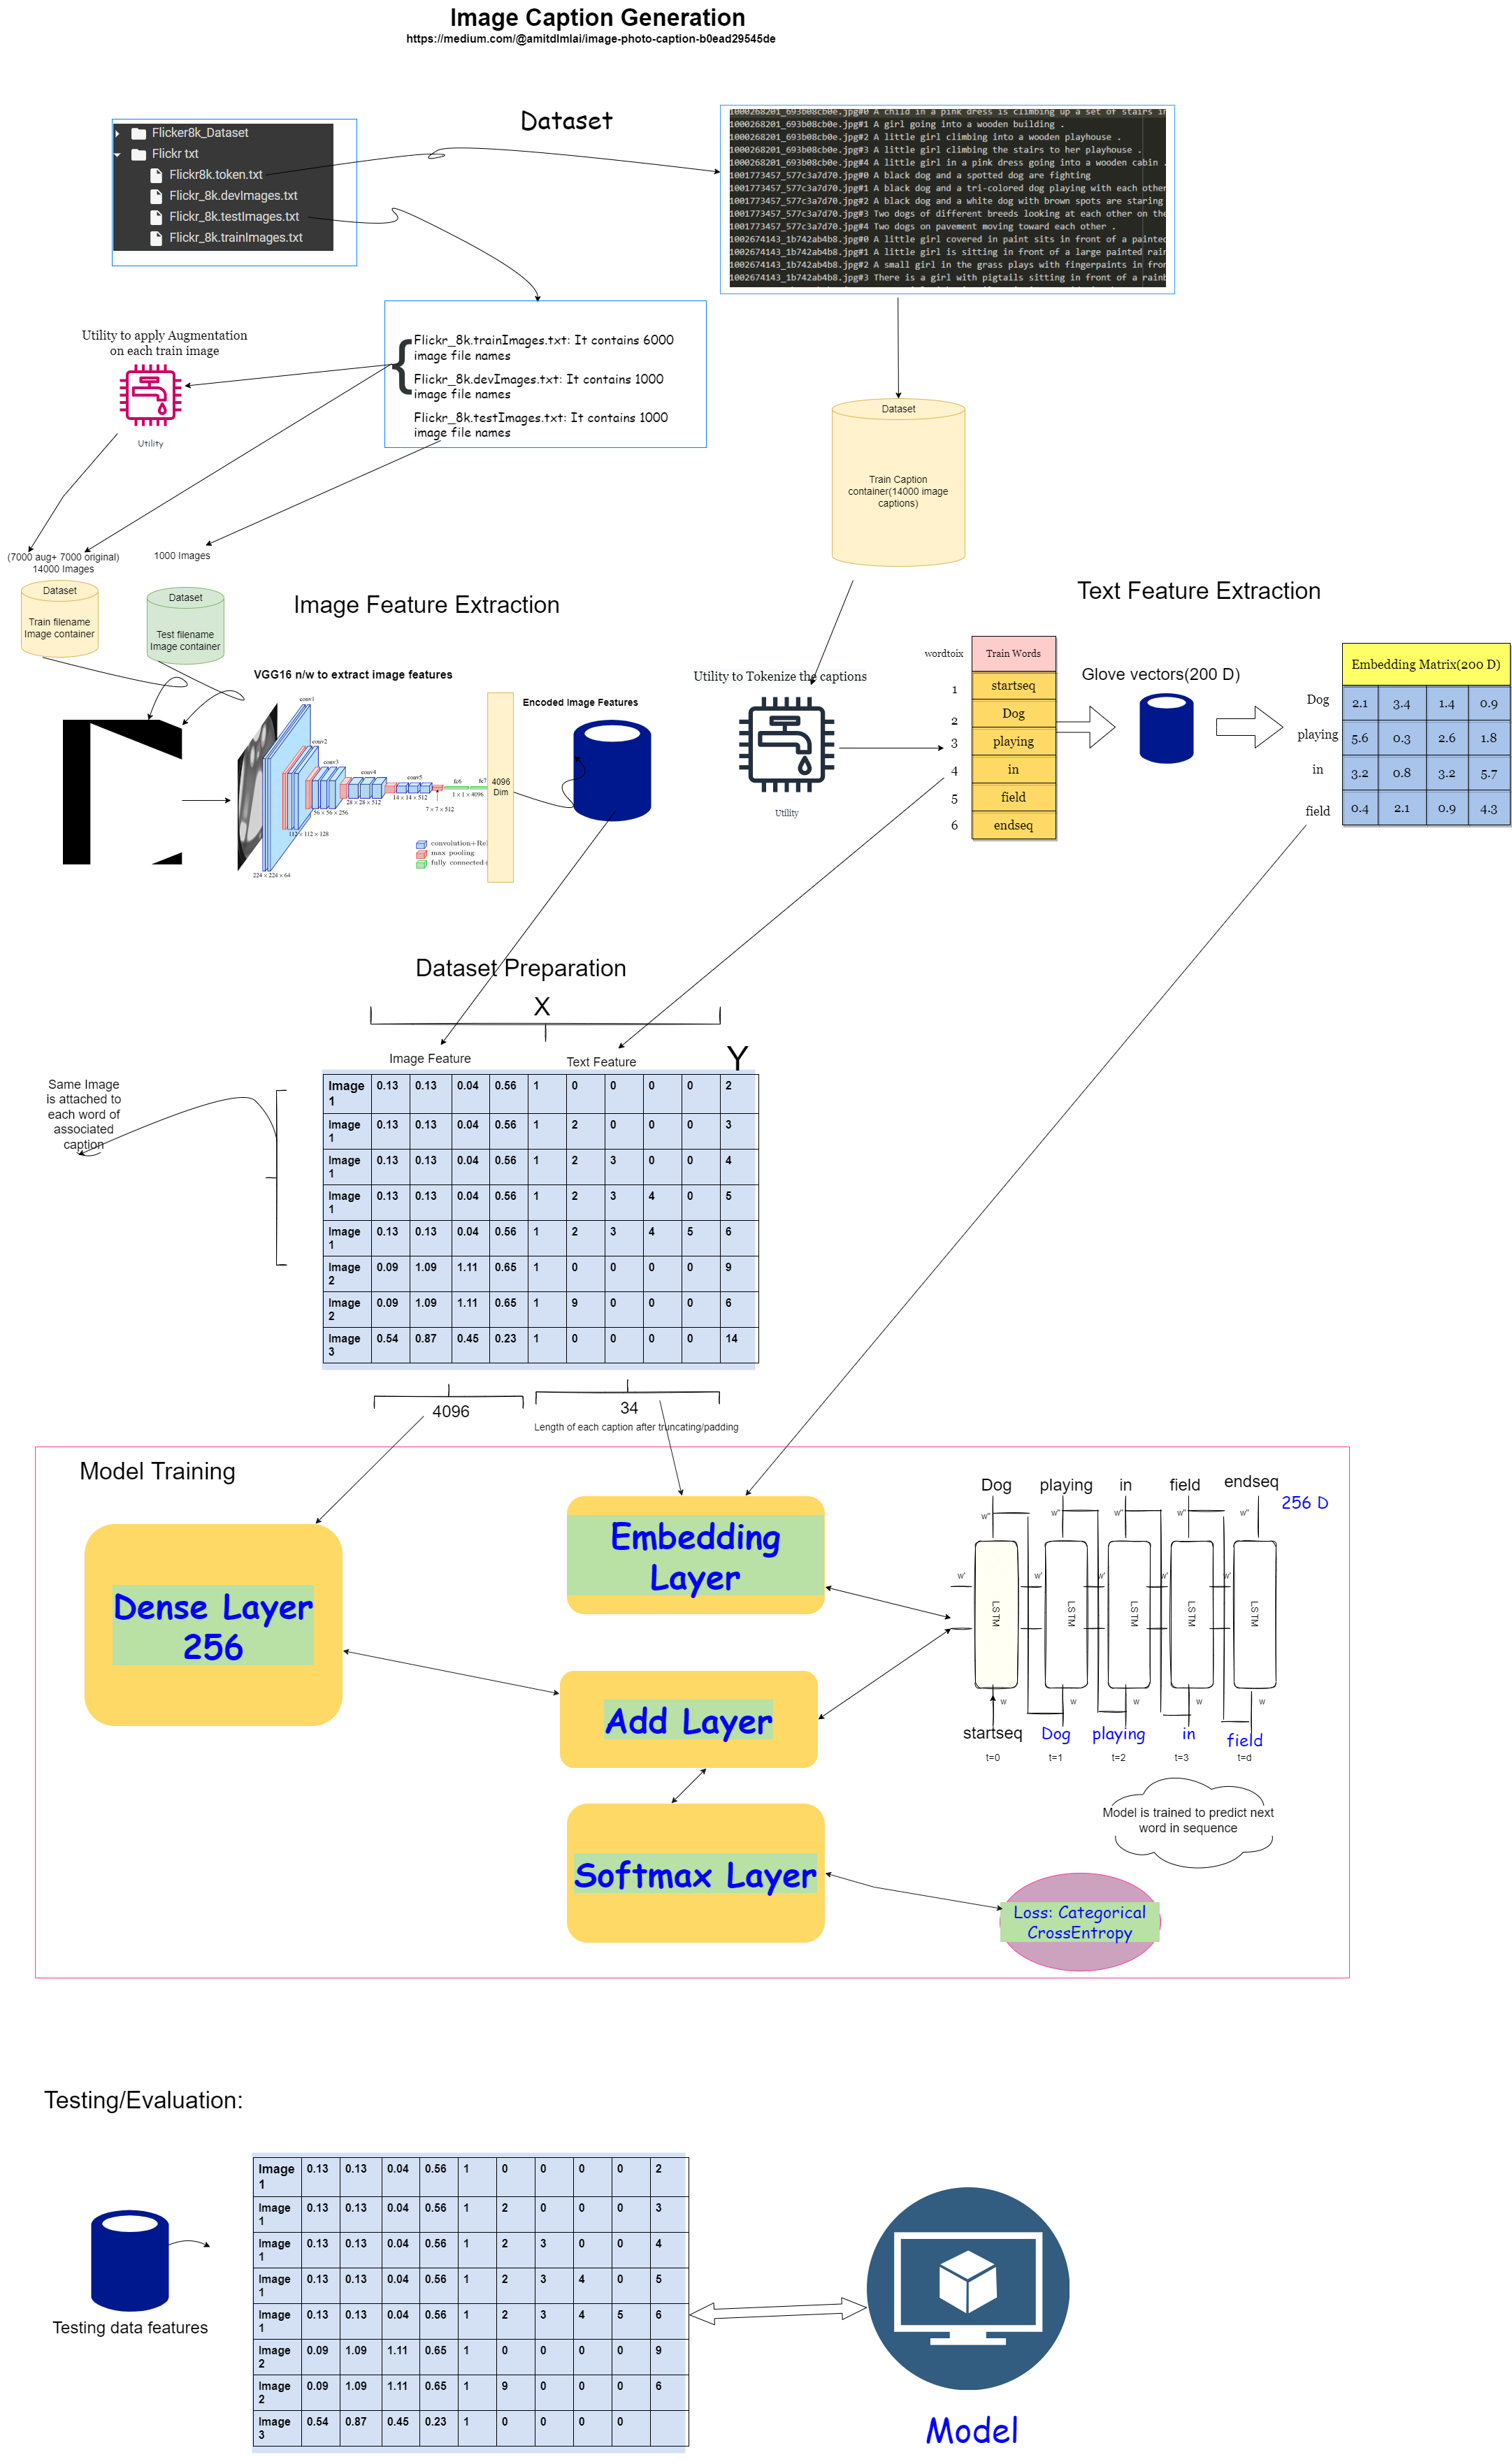 Image Caption Generation
https://medium.com/@amitdlmlai/image-photo-caption-b0ead29545de
Dataset
Flicker8k_Dataset
Flickr txt
Flickr8k.token.txt
Flickr_8k.devImages.txt
Flickr_8k.testImages.txt
Flickr_8k.trainImages.txt
1000268201_693b08cb0e.jpg#0 A child in a pink dress is climbing up a set of stairs in
1000268201_693b08cb0e.jpg#1 A girl going into a wooden building .
1000268201_693b08cb0e.jpg#2 A little girl climbing into a wooden playhouse .
1000268201_693b08cb0e.jpg#3 A little girl climbing the stairs to her playhouse .
1000268201_693b08cb0e.jpg#4 A little girl in a pink dress going into a wooden cabin .
1001773457_577c3a7d70.jpg#0 A black dog and a spotted dog are fighting
1001773457_577c3a7d70.jpg#1 A black dog and a tri-colored dog playing with each other
1001773457_577c3a7d70.jpg#2 A black dog and a white dog with brown spots are staring
1001773457_577c3a7d70.jpg#3 Two dogs of different breeds looking at each other on the
1001773457_577c3a7d70.jpg#4 Two dogs on pavement moving toward each other .
1002674143_1b742ab4b8.jpg#0 A little girl covered in paint sits in front of a painted
1002674143_1b742ab4b8.jpg#1 A little girl is sitting in front of a large painted rain
1002674143_1b742ab4b8.jpg#2 A small girl in the grass plays with fingerpaints in fron
1002674143_1b742ab4b8.jpg#3 There is a girl with pigtails sitting in front of a rainb
Utility to apply Augmentation
on each train image
Utility
{
Flickr_8k.trainImages.txt: It contains 6000
image file names
Flickr_8k.devImages.txt: It contains 1000
image file names
Flickr_8k.testImages.txt: It contains 1000
image file names
Dataset
Train Caption
container(14000 image
captions)
(7000 aug+ 7000 original)
14000 Images
1000 Images
Dataset
Train filename
Image container
Dataset
Test filename
Image container
Image Feature Extraction
VGG16 n/w to extract image features
conv1
conv2
conv3
conv4
conv5
fc6
fc7
224 × 224 × 64
112 × 112 × 128
56 × 56 × 256
28 × 28 × 512
14 × 14 × 512
7 × 7 × 512
1 × 1 × 4096
convolution+Re
max pooling
fully connected
4096
Dim
Encoded Image Features
Text Feature Extraction
Utility to Tokenize the captions
Utility
wordtoix
Train Words
1 startseq
2 Dog
3 playing
4 in
5 field
6 endseq
Glove vectors(200 D)
Embedding Matrix(200 D)
Dog 2.1 3.4 1.4 0.9
playing 5.6 0.3 2.6 1.8
in 3.2 0.8 3.2 5.7
field 0.4 2.1 0.9 4.3
Dataset Preparation
X
Image Feature
Text Feature
Y
Same Image
is attached to
each word of
associated
caption
Image 0.13 0.13 0.04 0.56 1 0 0 0 0 2
1
Image 0.13 0.13 0.04 0.56 1 2 0 0 0 3
1
Image 0.13 0.13 0.04 0.56 1 2 3 0 0 4
1
Image 0.13 0.13 0.04 0.56 1 2 3 4 0 5
1
Image 0.13 0.13 0.04 0.56 1 2 3 4 5 6
1
Image 0.09 1.09 1.11 0.65 1 0 0 0 0 9
2
Image 0.09 1.09 1.11 0.65 1 9 0 0 0 6
2
Image 0.54 0.87 0.45 0.23 1 0 0 0 0 14
3
4096
34
Length of each caption after truncating/padding
Model Training
Dense Layer
256
Embedding
Layer
Add Layer
Softmax Layer
Dog playing in field endseq
256 D
w'' w'' w'' w''
w' w' w' w' w'
LSTM LSTM LSTM LSTM LSTM
w w w w w
startseq Dog playing in field
t=0 t=1 t=2 t=3 t=d
Model is trained to predict next
word in sequence
Loss: Categorical
CrossEntropy
Testing/Evaluation:
Testing data features
Image 0.13 0.13 0.04 0.56 1 0 0 0 0 2
1
Image 0.13 0.13 0.04 0.56 1 2 0 0 0 3
1
Image 0.13 0.13 0.04 0.56 1 2 3 0 0 4
1
Image 0.13 0.13 0.04 0.56 1 2 3 4 0 5
1
Image 0.13 0.13 0.04 0.56 1 2 3 4 5 6
1
Image 0.09 1.09 1.11 0.65 1 0 0 0 0 9
2
Image 0.09 1.09 1.11 0.65 1 9 0 0 0 6
2
Image 0.54 0.87 0.45 0.23 1 0 0 0 0
3
Model